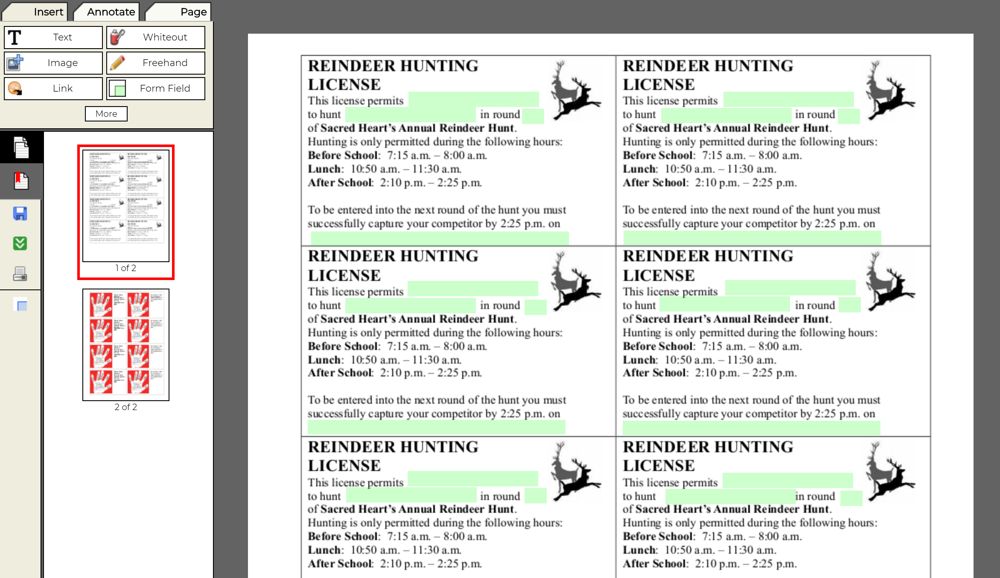 Insert Annotate Page
Text Whiteout
Image Freehand
Link Form Field
More
1 of 2
2 of 2
REINDEER HUNTING
LICENSE
This license permits
to hunt in round
of Sacred Heart's Annual Reindeer Hunt.
Hunting is only permitted during the following hours:
Before School: 7:15 a.m. – 8:00 a.m.
Lunch: 10:50 a.m. – 11:30 a.m.
After School: 2:10 p.m. – 2:25 p.m.
To be entered into the next round of the hunt you must
successfully capture your competitor by 2:25 p.m. on
REINDEER HUNTING
LICENSE
This license permits
to hunt in round
of Sacred Heart's Annual Reindeer Hunt.
Hunting is only permitted during the following hours:
Before School: 7:15 a.m. – 8:00 a.m.
Lunch: 10:50 a.m. – 11:30 a.m.
After School: 2:10 p.m. – 2:25 p.m.
To be entered into the next round of the hunt you must
successfully capture your competitor by 2:25 p.m. on
REINDEER HUNTING
LICENSE
This license permits
to hunt in round
of Sacred Heart's Annual Reindeer Hunt.
Hunting is only permitted during the following hours:
Before School: 7:15 a.m. – 8:00 a.m.
Lunch: 10:50 a.m. – 11:30 a.m.
After School: 2:10 p.m. – 2:25 p.m.
To be entered into the next round of the hunt you must
successfully capture your competitor by 2:25 p.m. on
REINDEER HUNTING
LICENSE
This license permits
to hunt in round
of Sacred Heart's Annual Reindeer Hunt.
Hunting is only permitted during the following hours:
Before School: 7:15 a.m. – 8:00 a.m.
Lunch: 10:50 a.m. – 11:30 a.m.
After School: 2:10 p.m. – 2:25 p.m.
To be entered into the next round of the hunt you must
successfully capture your competitor by 2:25 p.m. on
REINDEER HUNTING
LICENSE
This license permits
to hunt in round
of Sacred Heart's Annual Reindeer Hunt.
Hunting is only permitted during the following hours:
Before School: 7:15 a.m. – 8:00 a.m.
Lunch: 10:50 a.m. – 11:30 a.m.
After School: 2:10 p.m. – 2:25 p.m.
REINDEER HUNTING
LICENSE
This license permits
to hunt in round
of Sacred Heart's Annual Reindeer Hunt.
Hunting is only permitted during the following hours:
Before School: 7:15 a.m. – 8:00 a.m.
Lunch: 10:50 a.m. – 11:30 a.m.
After School: 2:10 p.m. – 2:25 p.m.